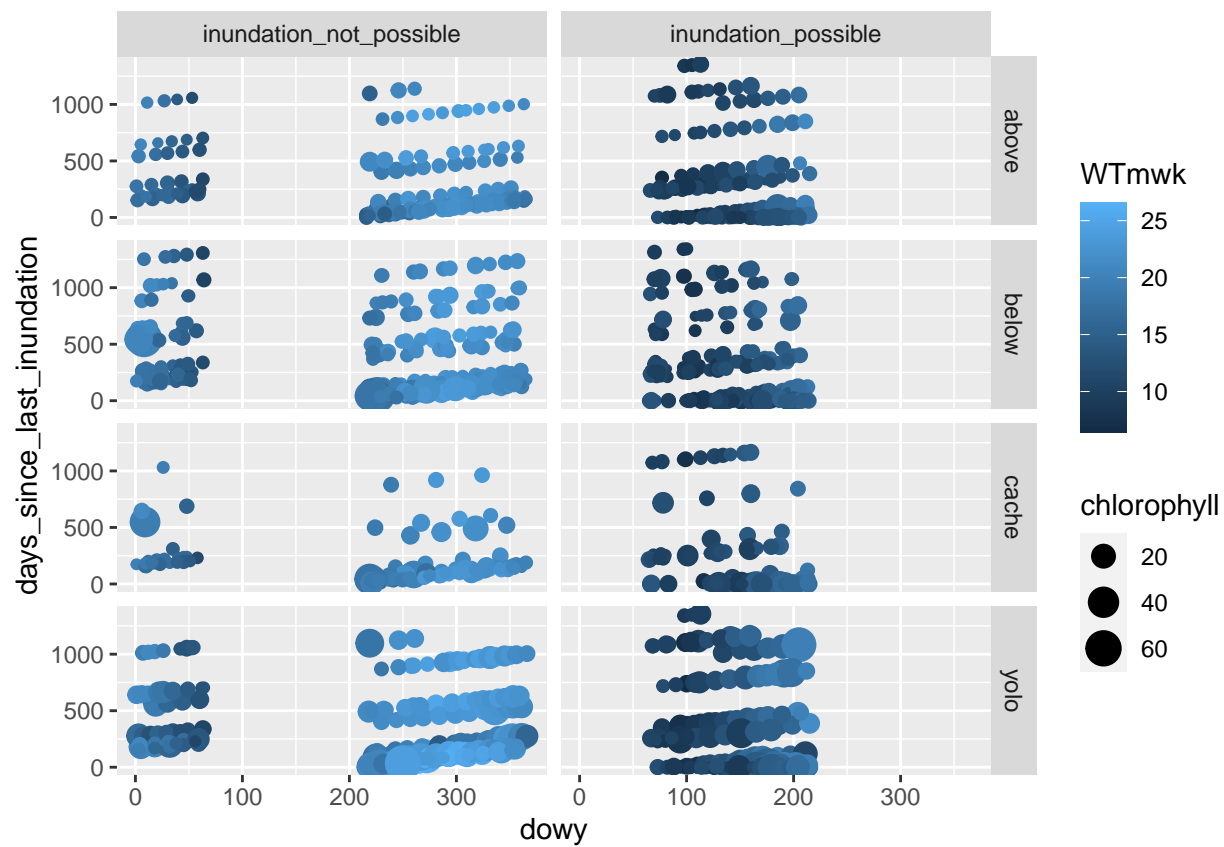 inundation_not_possible inundation_possible
days_since_last_inundation
1000
500
0
above
1000
500
0
below
1000
500
0
cache
1000
500
0
yolo
0 100 200 300 0 100 200 300
dowy
WTmwk
25
20
15
10
chlorophyll
20
40
60